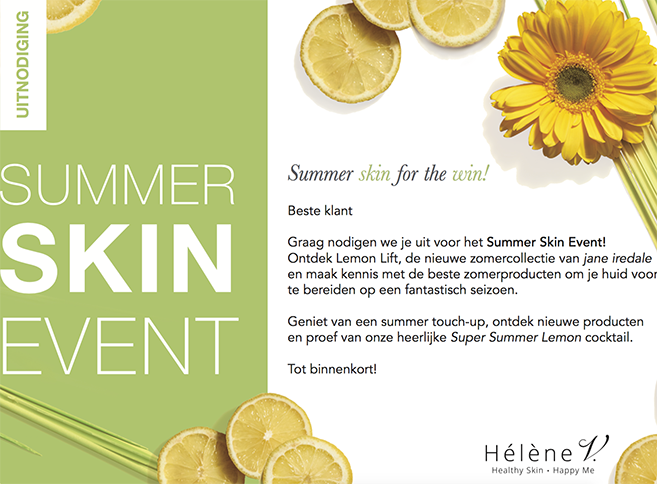 UITNODIGING
SUMMER
SKIN
EVENT
Summer skin for the win!
Beste klant
Graag nodigen we je uit voor het Summer Skin Event!
Ontdek Lemon Lift, de nieuwe zomercollectie van jane iredale
en maak kennis met de beste zomerproducten om je huid voor
te bereiden op een fantastisch seizoen.
Geniet van een summer touch-up, ontdek nieuwe producten
en proef van onze heerlijke Super Summer Lemon cocktail.
Tot binnenkort!
Hélène V.
Healthy Skin • Happy Me